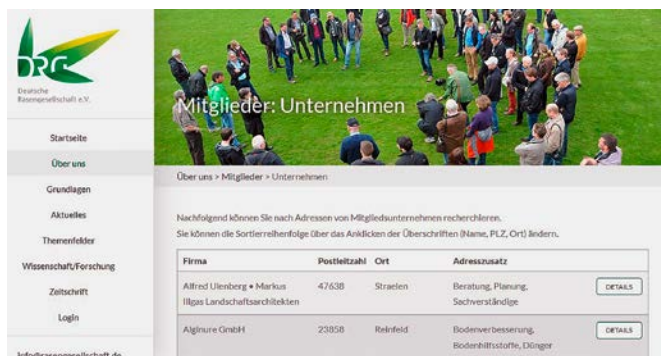 DRG
Deutsche
Rasengesellschaft e.V.
Startseite
Über uns
Grundlagen
Aktuelles
Themenfelder
Wissenschaft/Forschung
Zeitschrift
Login
info@rasengesellschaft.de
Mitglieder: Unternehmen
Über uns > Mitglieder > Unternehmen
Nachfolgend können Sie nach Adressen von Mitgliedsunternehmen recherchieren.
Sie können die Sortierreihenfolge über das Anklicken der Überschriften (Name, PLZ, Ort) ändern.
Firma Postleitzahl Ort Adresszusatz
Alfred Ulenberg • Markus 47638 Straelen Beratung, Planung, DETAILS
Illgas Landschaftsarchitekten Sachverständige
Alginure GmbH 23858 Reinfeld Bodenverbesserung, DETAILS
Bodenhilfsstoffe, Dünger